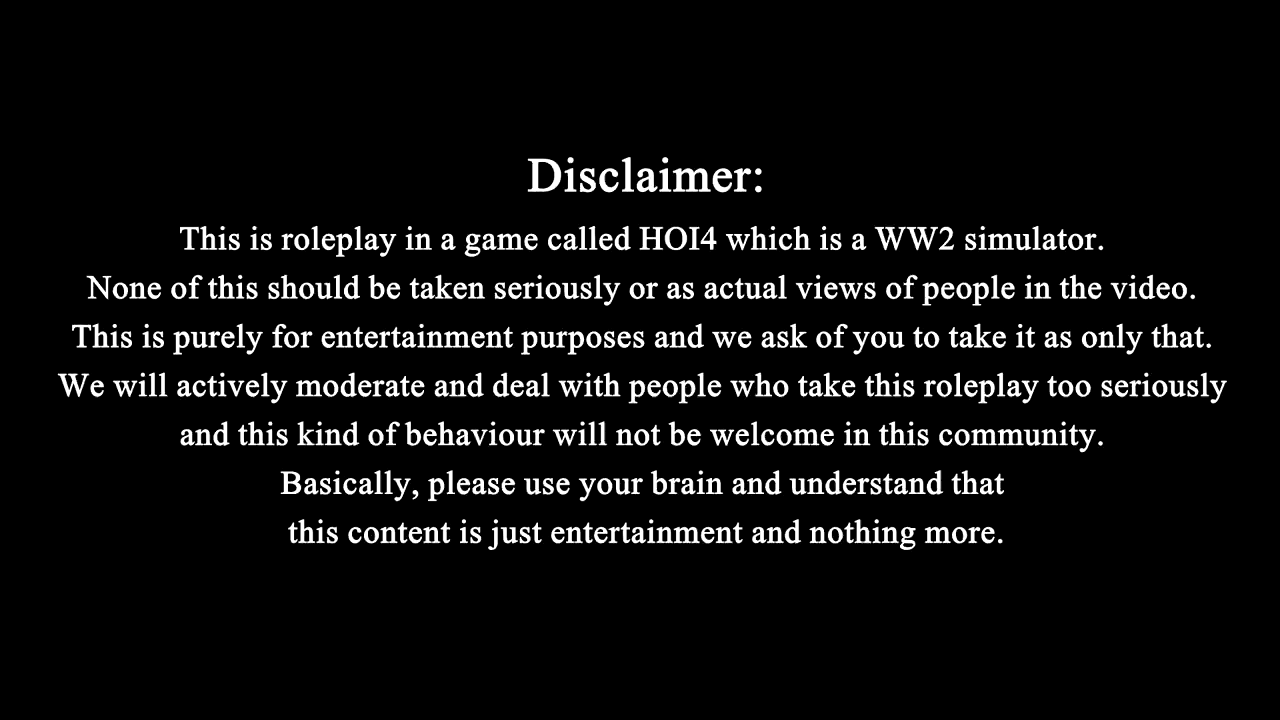 Disclaimer:
This is roleplay in a game called HOI4 which is a WW2 simulator.
None of this should be taken seriously or as actual views of people in the video.
This is purely for entertainment purposes and we ask of you to take it as only that.
We will actively moderate and deal with people who take this roleplay too seriously
and this kind of behaviour will not be welcome in this community.
Basically, please use your brain and understand that
this content is just entertainment and nothing more.